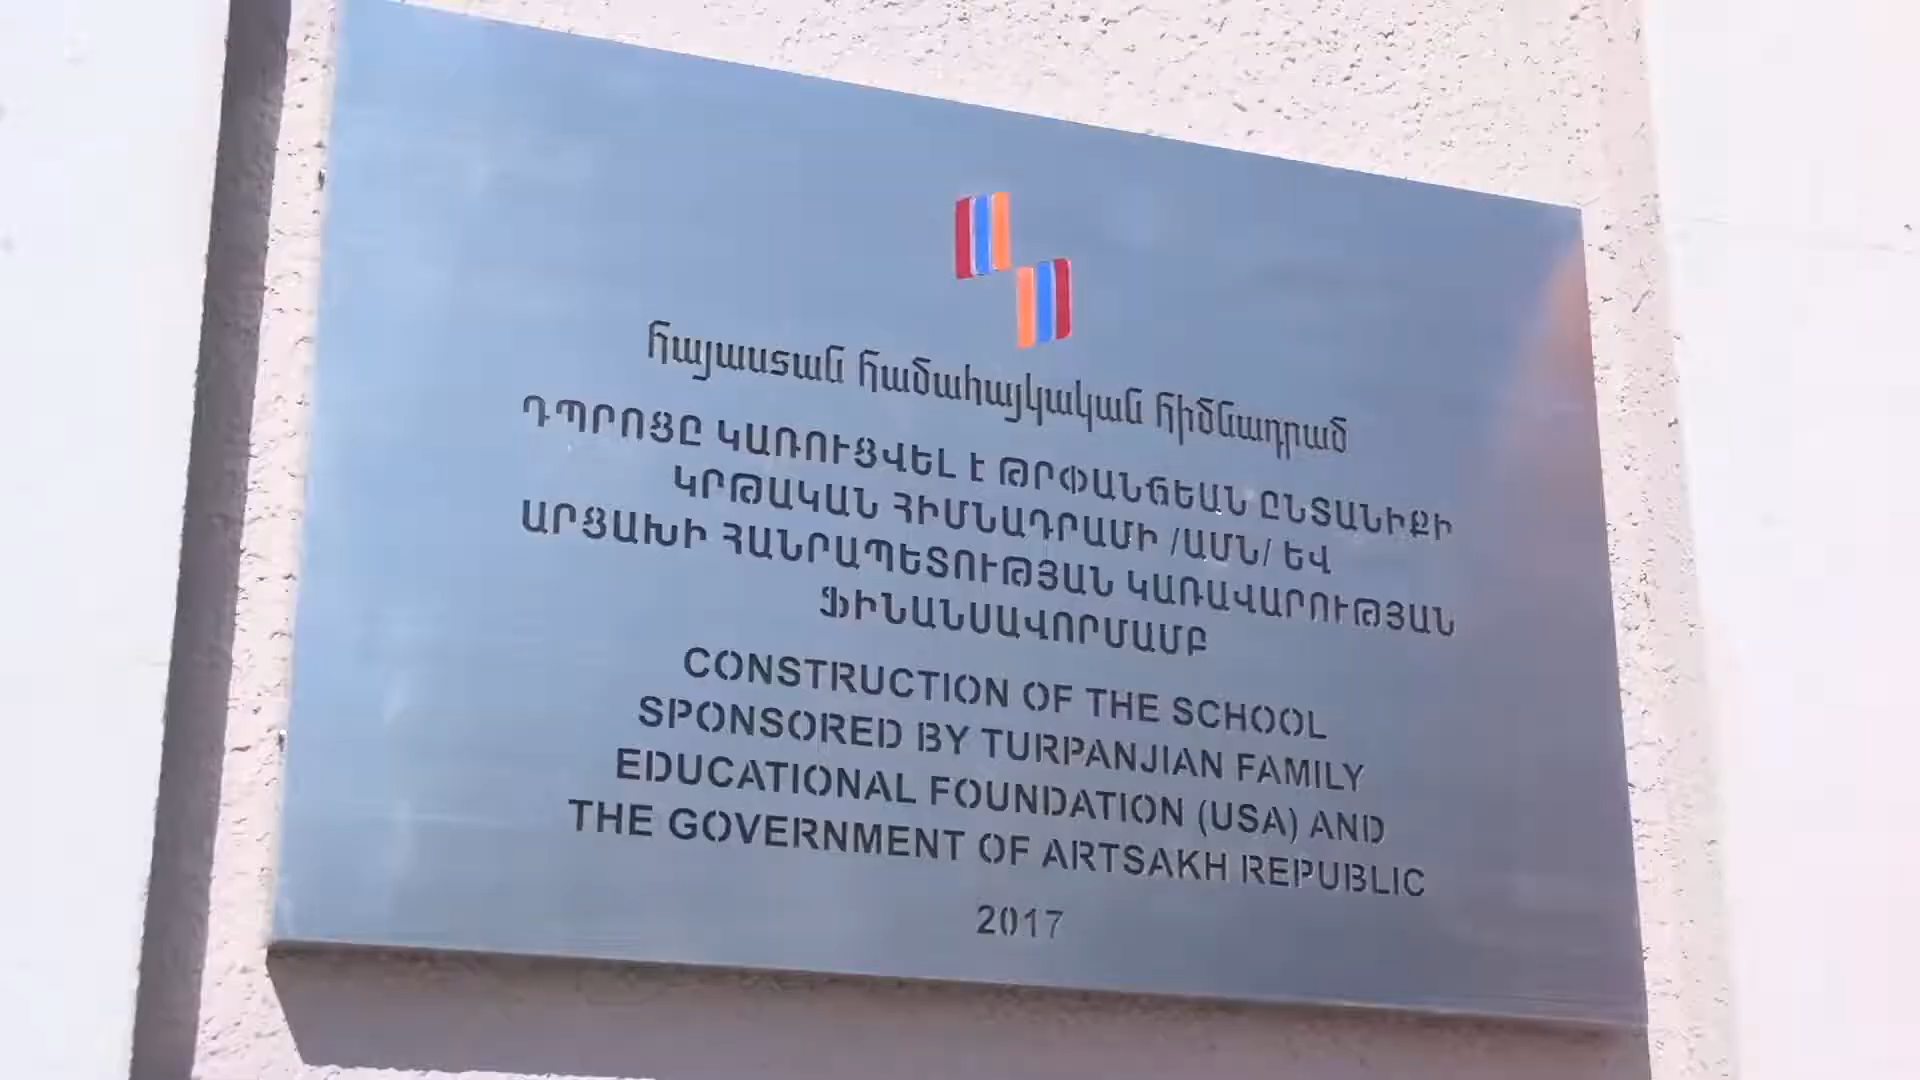 հայաստան համահայկական հիմնադրամ
ԴՊՐՈՑԸ ԿԱՌՈՒՑՎԵԼ Է ԹՐՓԱՆՃԵԱՆ ԸՆՏԱՆԻՔԻ
ԿՐԹԱԿԱՆ ՀԻՄՆԱԴՐԱՄԻ /ԱՄՆ/ ԵՎ
ԱՐՑԱԽԻ ՀԱՆՐԱՊԵՏՈՒԹՅԱՆ ԿԱՌԱՎԱՐՈՒԹՅԱՆ
ՖԻՆԱՆՍԱՎՈՐՄԱՄԲ
CONSTRUCTION OF THE SCHOOL
SPONSORED BY TURPANJIAN FAMILY
EDUCATIONAL FOUNDATION (USA) AND
THE GOVERNMENT OF ARTSAKH REPUBLIC
2017